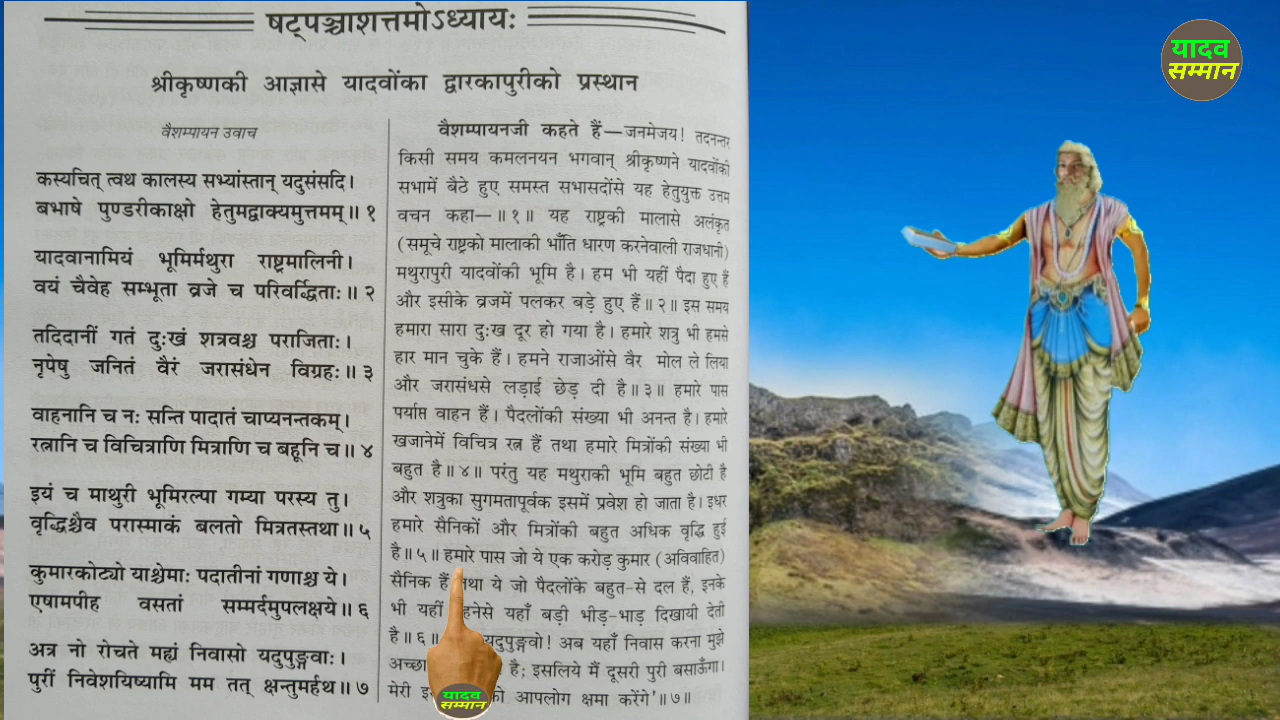 षट्पञ्चाशत्तमोऽध्यायः
श्रीकृष्णकी आज्ञासे यादवोंका द्वारकापुरीको प्रस्थान
वैशम्पायन उवाच
कस्यचित् त्वथ कालस्य सभ्यांस्तान् यदुसंसदि।
बभाषे पुण्डरीकाक्षो हेतुमद्वाक्यमुत्तमम्॥ १
यादवानामियं भूमिर्मथुरा राष्ट्रमालिनी।
वयं चैवेह सम्भूता व्रजे च परिवर्द्धिताः॥ २
तदिदानीं गतं दुःखं शत्रवश्च पराजिताः।
नृपेषु जनितं वैरं जरासंधेन विग्रहः॥ ३
वाहनानि च नः सन्ति पादातं चाप्यनन्तकम्।
रत्नानि च विचित्राणि मित्राणि च बहूनि च॥ ४
इयं च माथुरी भूमिरल्पा गम्या परस्य तु।
वृद्धिश्चैव परास्माकं बलतो मित्रतस्तथा॥ ५
कुमारकोट्यो याश्चेमाः पदातीनां गणाश्च ये।
एषामपीह वसतां सम्मर्दमुपलक्षये॥ ६
अत्र नो रोचते मह्यं निवासो यदुपुङ्गवाः।
पुरीं निवेशयिष्यामि मम तत् क्षन्तुमर्हथ॥ ७
वैशम्पायनजी कहते हैं—जनमेजय! तदनन्तर
किसी समय कमलनयन भगवान् श्रीकृष्णने यादवोंकी
सभामें बैठे हुए समस्त सभासदोंसे यह हेतुयुक्त उत्तम
वचन कहा—॥ १॥ यह राष्ट्रकी मालासे अलंकृत
(समूचे राष्ट्रको मालाकी भाँति धारण करनेवाली राजधानी)
मथुरापुरी यादवोंकी भूमि है। हम भी यहीं पैदा हुए हैं
और इसीके व्रजमें पलकर बड़े हुए हैं॥ २॥ इस समय
हमारा सारा दुःख दूर हो गया है। हमारे शत्रु भी हमसे
हार मान चुके हैं। हमने राजाओंसे वैर मोल ले लिया
और जरासंधसे लड़ाई छेड़ दी है॥ ३॥ हमारे पास
पर्याप्त वाहन हैं। पैदलोंकी संख्या भी अनन्त है। हमारे
खजानेमें विचित्र रत्न हैं तथा हमारे मित्रोंकी संख्या भी
बहुत है॥ ४॥ परंतु यह मथुराकी भूमि बहुत छोटी है
और शत्रुका सुगमतापूर्वक इसमें प्रवेश हो जाता है। इधर
हमारे सैनिकों और मित्रोंकी बहुत अधिक वृद्धि हुई
है॥ ५॥ हमारे पास जो ये एक करोड़ कुमार (अविवाहित)
सैनिक हैं तथा ये जो पैदलोंके बहुत-से दल हैं, इनके
भी यहीं रहनेसे यहाँ बड़ी भीड़-भाड़ दिखायी देती
है॥ ६॥ यदुपुङ्गवो! अब यहाँ निवास करना मुझे
अच्छा है; इसलिये मैं दूसरी पुरी बसाऊँगा।
मेरी को आपलोग क्षमा करेंगे'॥ ७॥
यादव
सम्मान
यादव
सम्मान